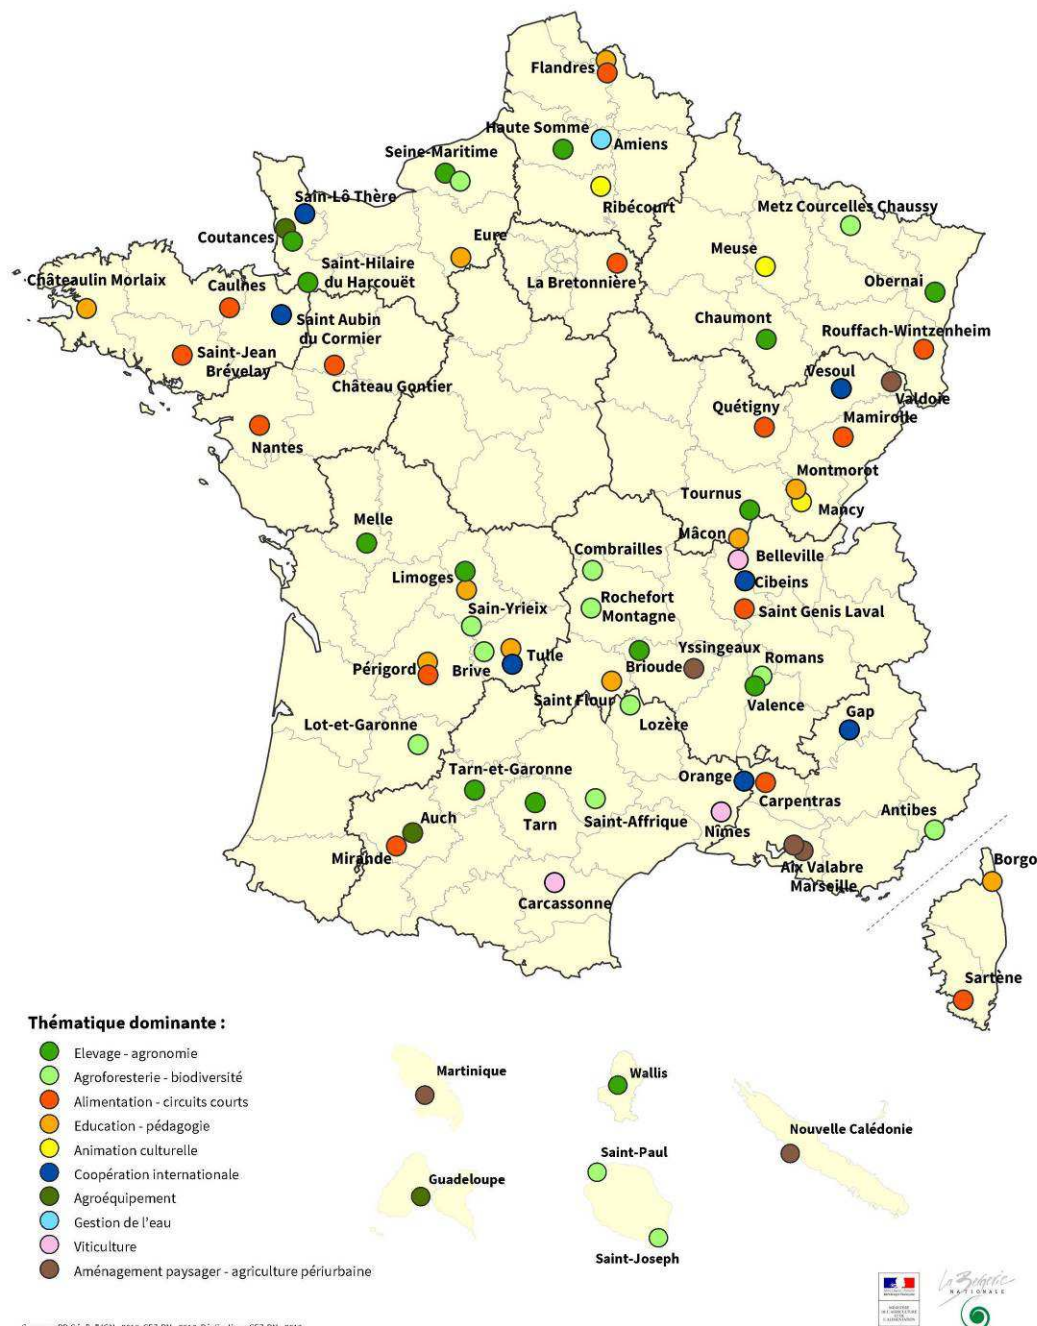 Flandres
Haute Somme
Amiens
Seine-Maritime
Ribécourt
Sain-Lô Thère
Metz Courcelles Chaussy
Coutances
Eure
Meuse
La Bretonnière
Saint-Hilaire
du Harcouët
Obernai
Châteaulin Morlaix
Caulhes
Saint Aubin
du Cormier
Chaumont
Rouffach-Wintzenheim
Saint-Jean
Brévelay
Château Gontier
Vesoul
Valdoie
Quétigny
Mamirolle
Nantes
Montmorot
Tournus
Mancy
Melle
Mâcon
Combrailles
Belleville
Limoges
Cibeins
Rochefort
Montagne
Sain-Yrieix
Saint Genis Laval
Périgord
Brive
Tulle
Brioude
Yssingeaux
Romans
Saint Flour
Valence
Lozère
Gap
Lot-et-Garonne
Tarn-et-Garonne
Orange
Carpentras
Auch
Tarn
Saint-Affrique
Nîmes
Antibes
Mirande
Aix Valabre
Marseille
Borgo
Carcassonne
Sartène
Thématique dominante :
Elevage - agronomie
Agroforesterie - biodiversité
Alimentation - circuits courts
Education - pédagogie
Animation culturelle
Coopération internationale
Agroéquipement
Gestion de l'eau
Viticulture
Aménagement paysager - agriculture périurbaine
Martinique
Wallis
Nouvelle Calédonie
Guadeloupe
Saint-Paul
Saint-Joseph
La Bergerie
NATIONALE